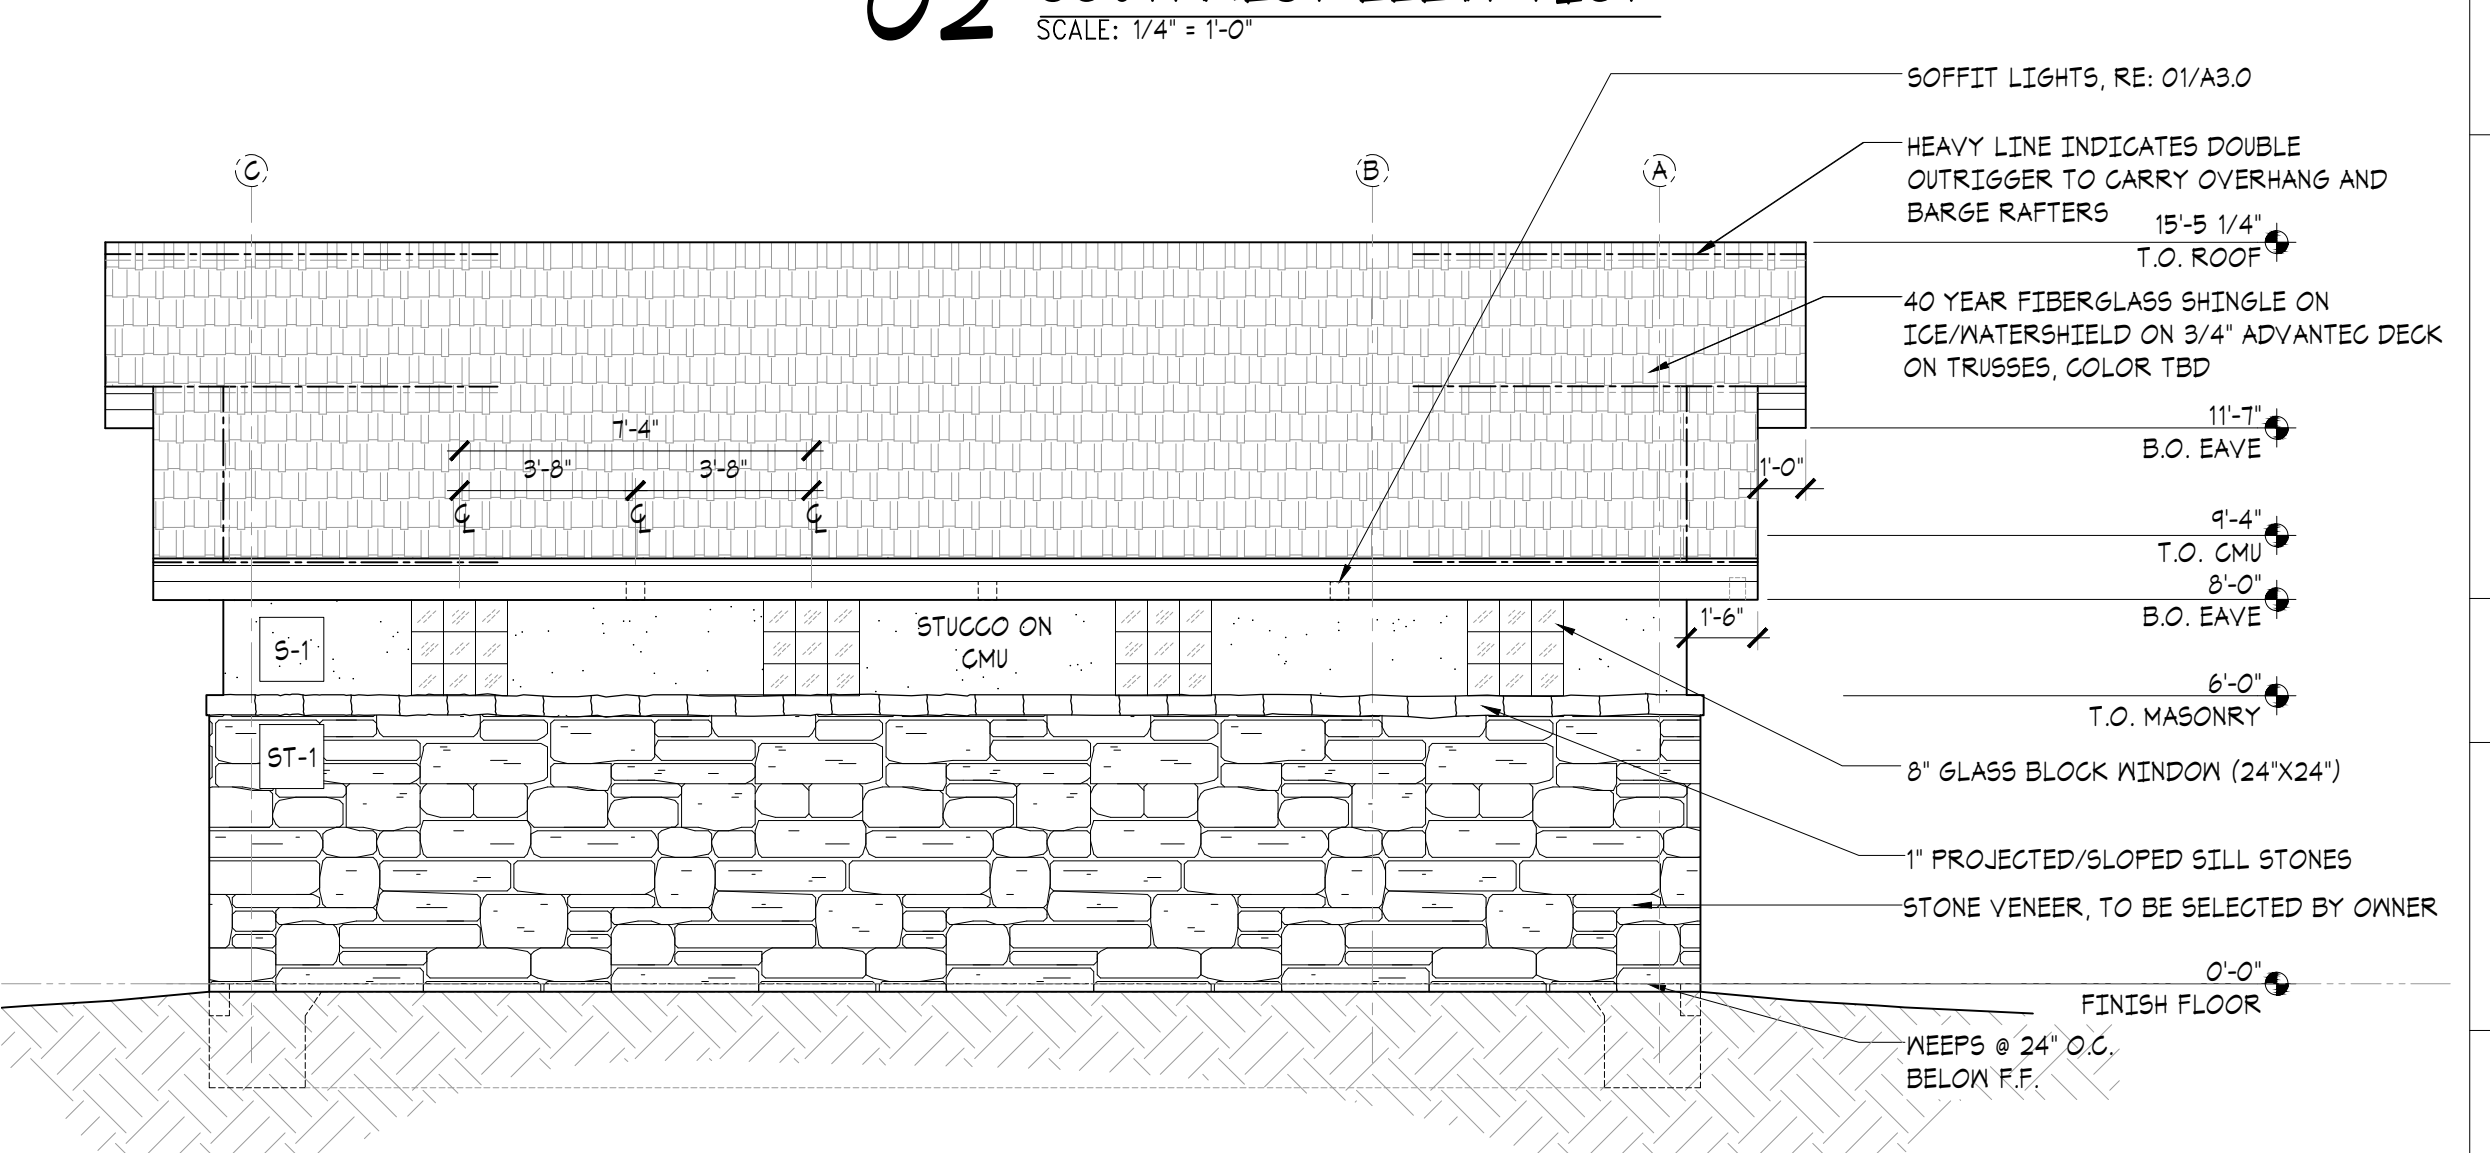 02
SCALE: 1/4" = 1'-0"
SOFFIT LIGHTS, RE: 01/A3.0
HEAVY LINE INDICATES DOUBLE
OUTRIGGER TO CARRY OVERHANG AND
BARGE RAFTERS
C
B
A
15'-5 1/4"
T.O. ROOF
40 YEAR FIBERGLASS SHINGLE ON
ICE/WATERSHIELD ON 3/4" ADVANTEC DECK
ON TRUSSES, COLOR TBD
11'-7"
B.O. EAVE
7'-4"
3'-8"
3'-8"
1'-0"
CL
CL
CL
9'-4"
T.O. CMU
8'-0"
B.O. EAVE
1'-6"
S-1
STUCCO ON
CMU
6'-0"
T.O. MASONRY
ST-1
8" GLASS BLOCK WINDOW (24"X24")
1" PROJECTED/SLOPED SILL STONES
STONE VENEER, TO BE SELECTED BY OWNER
0'-0"
FINISH FLOOR
WEEPS @ 24" O.C.
BELOW F.F.